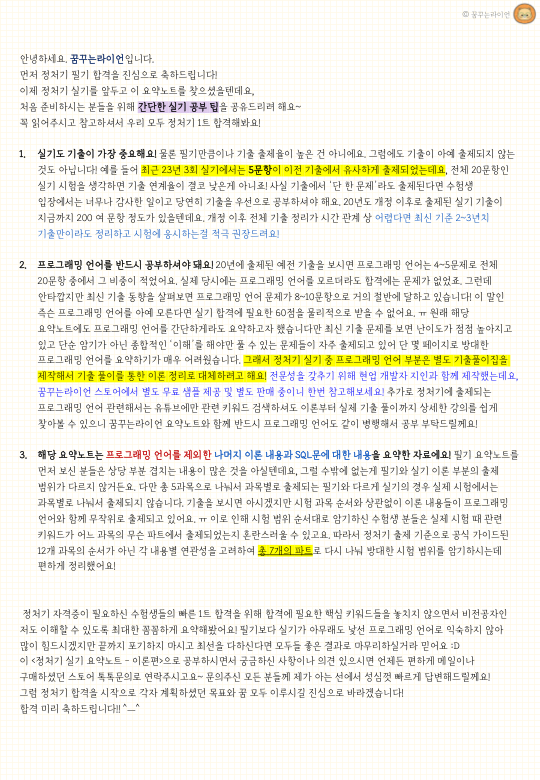 © 꿈꾸는라이언
안녕하세요. 꿈꾸는라이언입니다.
먼저 정처기 필기 합격을 진심으로 축하드립니다!
이제 정처기 실기를 앞두고 이 요약노트를 찾으셨을텐데요,
처음 준비하시는 분들을 위해 간단한 실기 공부 팁을 공유드리려 해요~
꼭 읽어주시고 참고하셔서 우리 모두 정처기 1트 합격해봐요!
1. 실기도 기출이 가장 중요해요! 물론 필기만큼이나 기출 출제율이 높은 건 아니에요. 그럼에도 기출이 아예 출제되지 않는
것도 아닙니다! 예를 들어 최근 23년 3회 실기에서는 5문항이 이전 기출에서 유사하게 출제되었는데요, 전체 20문항인
실기 시험을 생각하면 기출 연계율이 결코 낮은게 아니죠! 사실 기출에서 '단 한 문제'라도 출제된다면 수험생
입장에서는 너무나 감사한 일이고 당연히 기출을 우선으로 공부하셔야 해요. 20년도 개정 이후로 출제된 실기 기출이
지금까지 200 여 문항 정도가 있을텐데요. 개정 이후 전체 기출 정리가 시간 관계 상 어렵다면 최신 기준 2~3년치
기출만이라도 정리하고 시험에 응시하는걸 적극 권장드려요!
2. 프로그래밍 언어를 반드시 공부하셔야 돼요! 20년에 출제된 예전 기출을 보시면 프로그래밍 언어는 4~5문제로 전체
20문항 중에서 그 비중이 적었어요. 실제 당시에는 프로그래밍 언어를 모르더라도 합격에는 문제가 없었죠. 그런데
안타깝지만 최신 기출 동향을 살펴보면 프로그래밍 언어 문제가 8~10문항으로 거의 절반에 달하고 있습니다! 이 말인
즉슨 프로그래밍 언어를 아예 모른다면 실기 합격에 필요한 60점을 물리적으로 받을 수 없어요. ㅠ 원래 해당
요약노트에도 프로그래밍 언어를 간단하게라도 요약하고자 했습니다만 최신 기출 문제를 보면 난이도가 점점 높아지고
있고 단순 암기가 아닌 종합적인 '이해'를 해야만 풀 수 있는 문제들이 자주 출제되고 있어 단 몇 페이지로 방대한
프로그래밍 언어를 요약하기가 매우 어려웠습니다. 그래서 정처기 실기 중 프로그래밍 언어 부분은 별도 기출풀이집을
제작해서 기출 풀이를 통한 이론 정리로 대체하려고 해요! 전문성을 갖추기 위해 현업 개발자 지인과 함께 제작했는데요,
꿈꾸는라이언 스토어에서 별도 무료 샘플 제공 및 별도 판매 중이니 한번 참고해보세요! 추가로 정처기에 출제되는
프로그래밍 언어 관련해서는 유튜브에만 관련 키워드 검색하셔도 이론부터 실제 기출 풀이까지 상세한 강의를 쉽게
찾아볼 수 있으니 꿈꾸는라이언 요약노트와 함께 반드시 프로그래밍 언어도 같이 병행해서 공부 부탁드릴께요!
3. 해당 요약노트는 프로그래밍 언어를 제외한 나머지 이론 내용과 SQL문에 대한 내용을 요약한 자료에요! 필기 요약노트를
먼저 보신 분들은 상당 부분 겹치는 내용이 많은 것을 아실텐데요, 그럴 수밖에 없는게 필기와 실기 이론 부분의 출제
범위가 다르지 않거든요. 다만 총 5과목으로 나눠서 과목별로 출제되는 필기와 다르게 실기의 경우 실제 시험에서는
과목별로 나눠서 출제되지 않습니다. 기출을 보시면 아시겠지만 시험 과목 순서와 상관없이 이론 내용들이 프로그래밍
언어와 함께 무작위로 출제되고 있어요. ㅠ 이로 인해 시험 범위 순서대로 암기하신 수험생 분들은 실제 시험 때 관련
키워드가 어느 과목의 무슨 파트에서 출제되었는지 혼란스러울 수 있고요. 따라서 정처기 출제 기준으로 공식 가이드된
12개 과목의 순서가 아닌 각 내용별 연관성을 고려하여 총 7개의 파트로 다시 나눠 방대한 시험 범위를 암기하시는데
편하게 정리했어요!
정처기 자격증이 필요하신 수험생들의 빠른 1트 합격을 위해 합격에 필요한 핵심 키워드들을 놓치지 않으면서 비전공자인
저도 이해할 수 있도록 최대한 꼼꼼하게 요약해봤어요! 필기보다 실기가 아무래도 낯선 프로그래밍 언어로 익숙하지 않아
많이 힘드시겠지만 끝까지 포기하지 마시고 최선을 다하신다면 모두들 좋은 결과로 마무리하실거라 믿어요 :D
이 <정처기 실기 요약노트 - 이론편>으로 공부하시면서 궁금하신 사항이나 의견 있으시면 언제든 편하게 메일이나
구매하셨던 스토어 톡톡문의로 연락주시고요~ 문의주신 모든 분들께 제가 아는 선에서 성심껏 빠르게 답변해드릴께요!
그럼 정처기 합격을 시작으로 각자 계획하셨던 목표와 꿈 모두 이루시길 진심으로 바라겠습니다!
합격 미리 축하드립니다!! ^__^